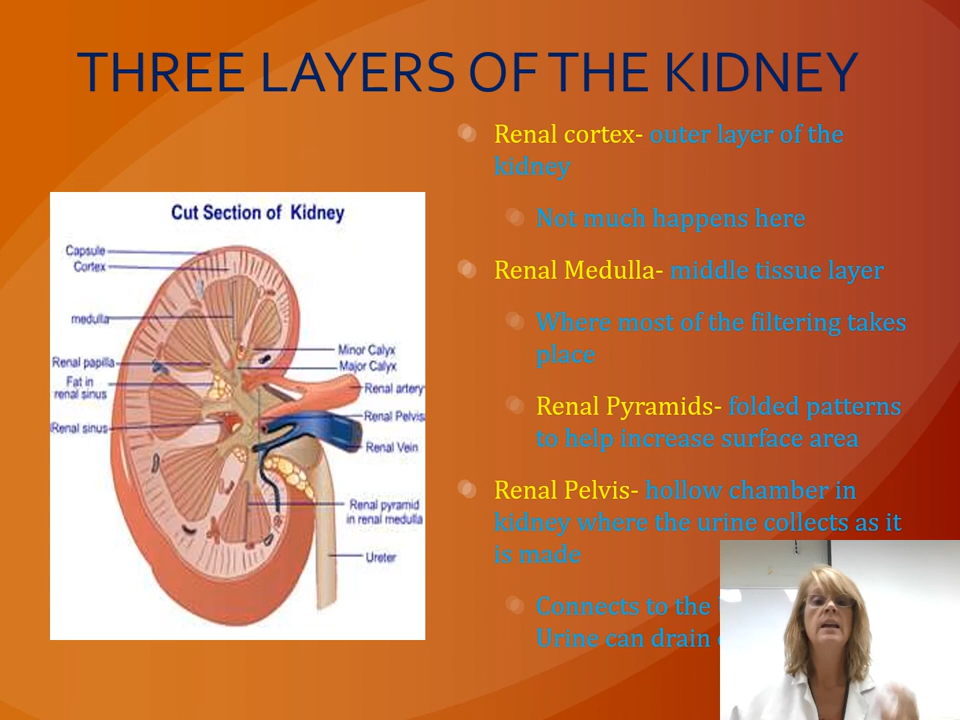 THREE LAYERS OF THE KIDNEY
Renal cortex- outer layer of the
kidney
Not much happens here
Renal Medulla- middle tissue layer
Where most of the filtering takes
place
Renal Pyramids- folded patterns
to help increase surface area
Renal Pelvis- hollow chamber in
kidney where the urine collects as it
is made
Connects to the
Urine can drain
Cut Section of Kidney
Capsule
Cortex
medulla
Renal papilla
Fat in
renal sinus
Renal sinus
Minor Calyx
Major Calyx
Renal artery
Renal Pelvis
Renal Vein
Renal pyramid
in renal medulla
Ureter